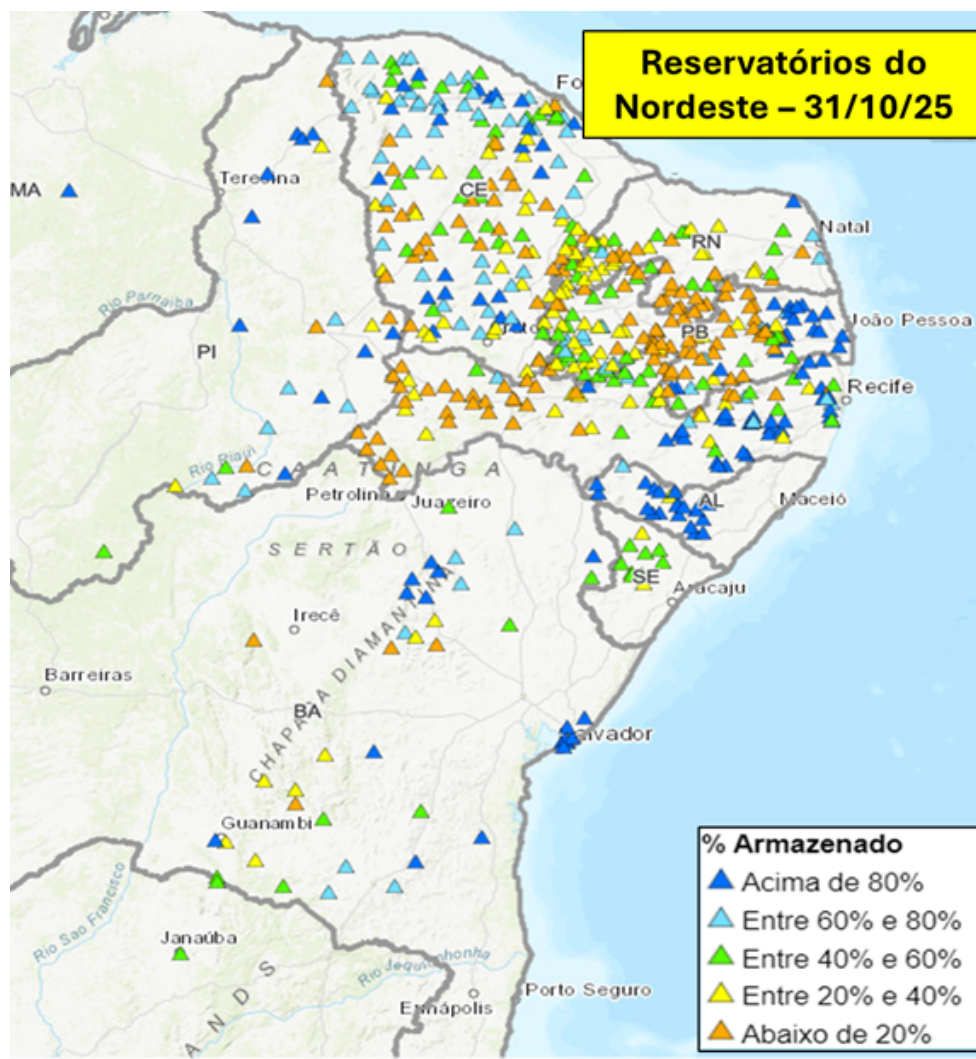 Reservatórios do
Nordeste – 31/10/25
Fo
MA
Teresina
CE
RN
Natal
Rio Parnaíba
PI
PB
João Pessoa
Recife
Rio Piauí
CAATINGA
Petrolina
Juazeiro
AL
Maceió
SERTÃO
SE
Aracaju
Irecê
CHAPADA DIAMANTINA
Barreiras
BA
Salvador
Guanambi
% Armazenado
Acima de 80%
Entre 60% e 80%
Entre 40% e 60%
Entre 20% e 40%
Abaixo de 20%
Rio Sao Francisco
Janaúba
Rio Jequitinhonha
Porto Seguro
Eunápolis
A N D S